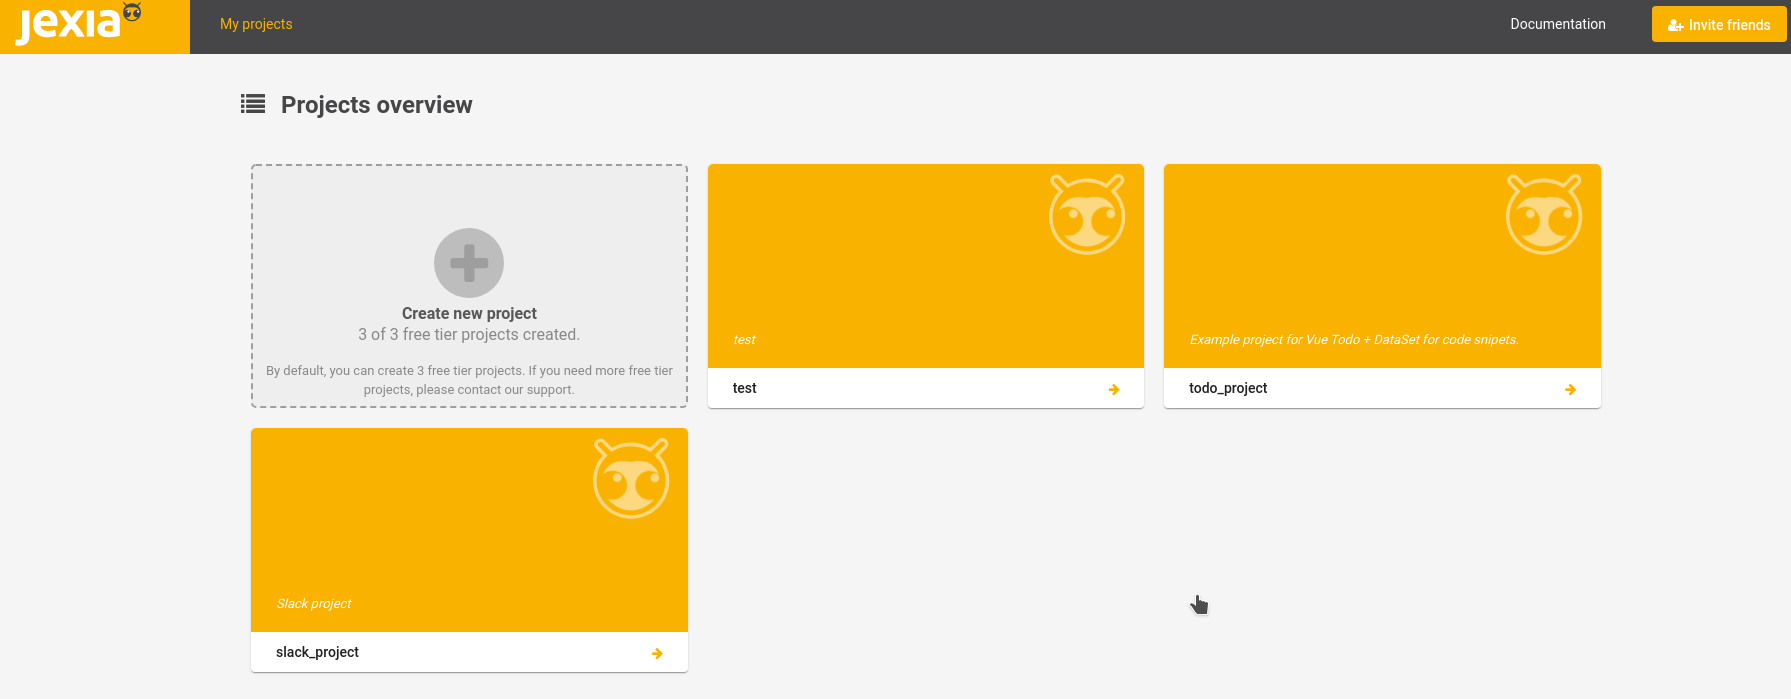 jexia
My projects
Documentation
Invite friends
Projects overview
Create new project
3 of 3 free tier projects created.
By default, you can create 3 free tier projects. If you need more free tier
projects, please contact our support.
test
test
Example project for Vue Todo + DataSet for code snipets.
todo_project
Slack project
slack_project